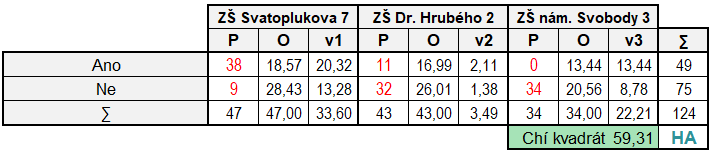 ZŠ Svatoplukova 7 ZŠ Dr. Hrubého 2 ZŠ nám. Svobody 3
P O v1 P O v2 P O v3 ∑
Ano 38 18,57 20,32 11 16,99 2,11 0 13,44 13,44 49
Ne 9 28,43 13,28 32 26,01 1,38 34 20,56 8,78 75
∑ 47 47,00 33,60 43 43,00 3,49 34 34,00 22,21 124
Chí kvadrát 59,31 HA